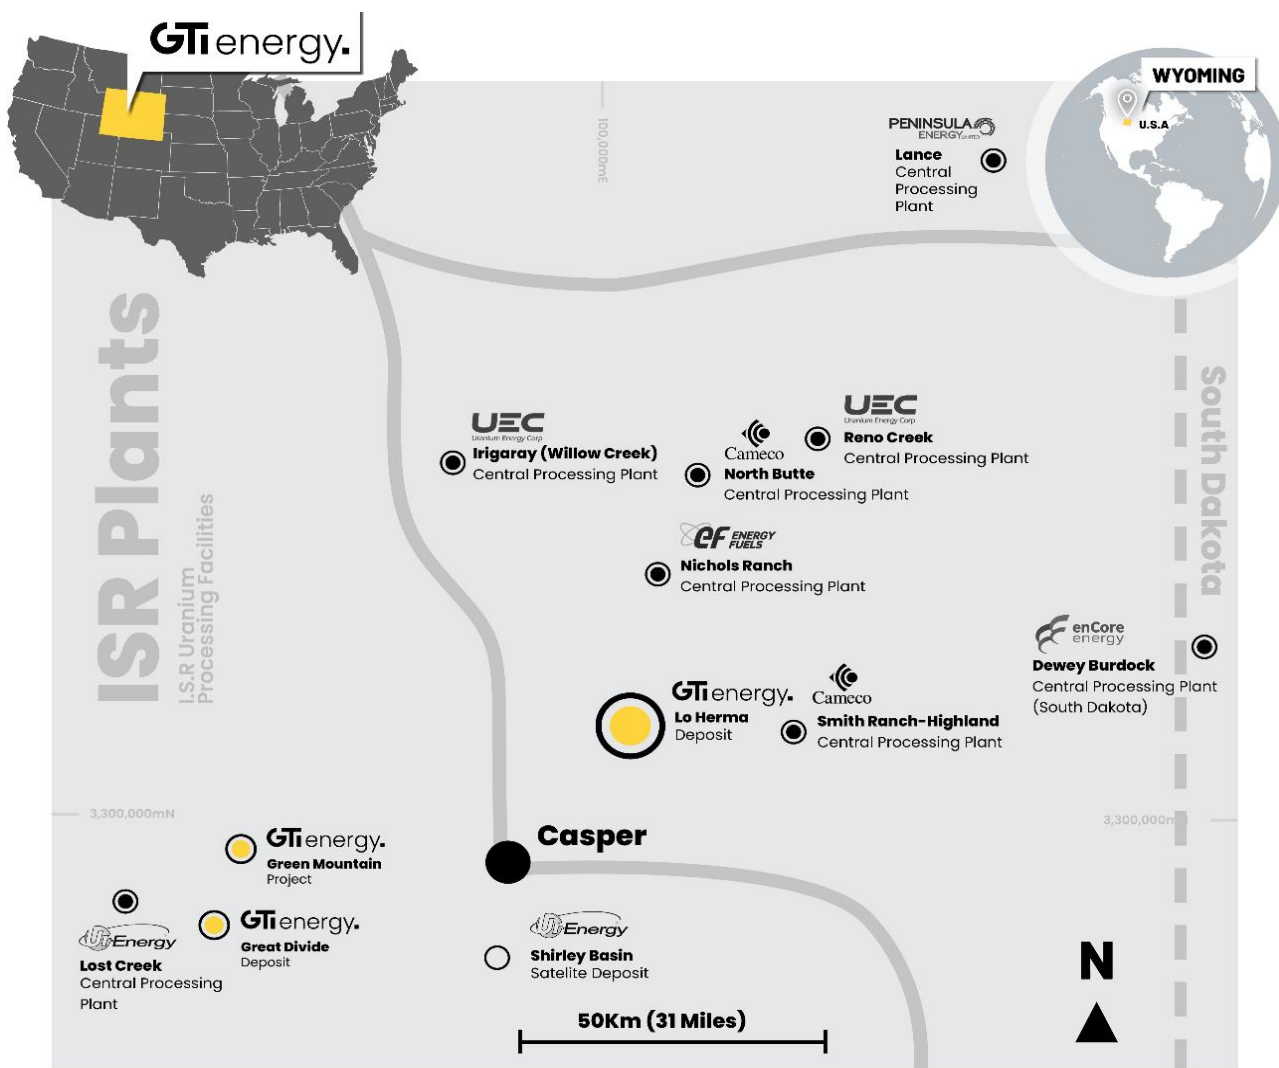 GTi energy.
WYOMING
U.S.A
100,000mE
PENINSULA
ENERGY LIMITED
Lance
Central
Processing
Plant
ISR Plants
I.S.R Uranium
Processing Facilities
South Dakota
UEC
Uranium Energy Corp
Irigaray (Willow Creek)
Central Processing Plant
Cameco
North Butte
Central Processing Plant
UEC
Uranium Energy Corp
Reno Creek
Central Processing Plant
ef ENERGY
FUELS
Nichols Ranch
Central Processing Plant
enCore
energy
Dewey Burdock
Central Processing Plant
(South Dakota)
GTi energy.
Lo Herma
Deposit
Cameco
Smith Ranch-Highland
Central Processing Plant
3,300,000mN
3,300,000m
Casper
GTi energy.
Green Mountain
Project
GTi energy.
Great Divide
Deposit
Ur Energy
Lost Creek
Central Processing
Plant
Ur Energy
Shirley Basin
Satelite Deposit
N
50Km (31 Miles)